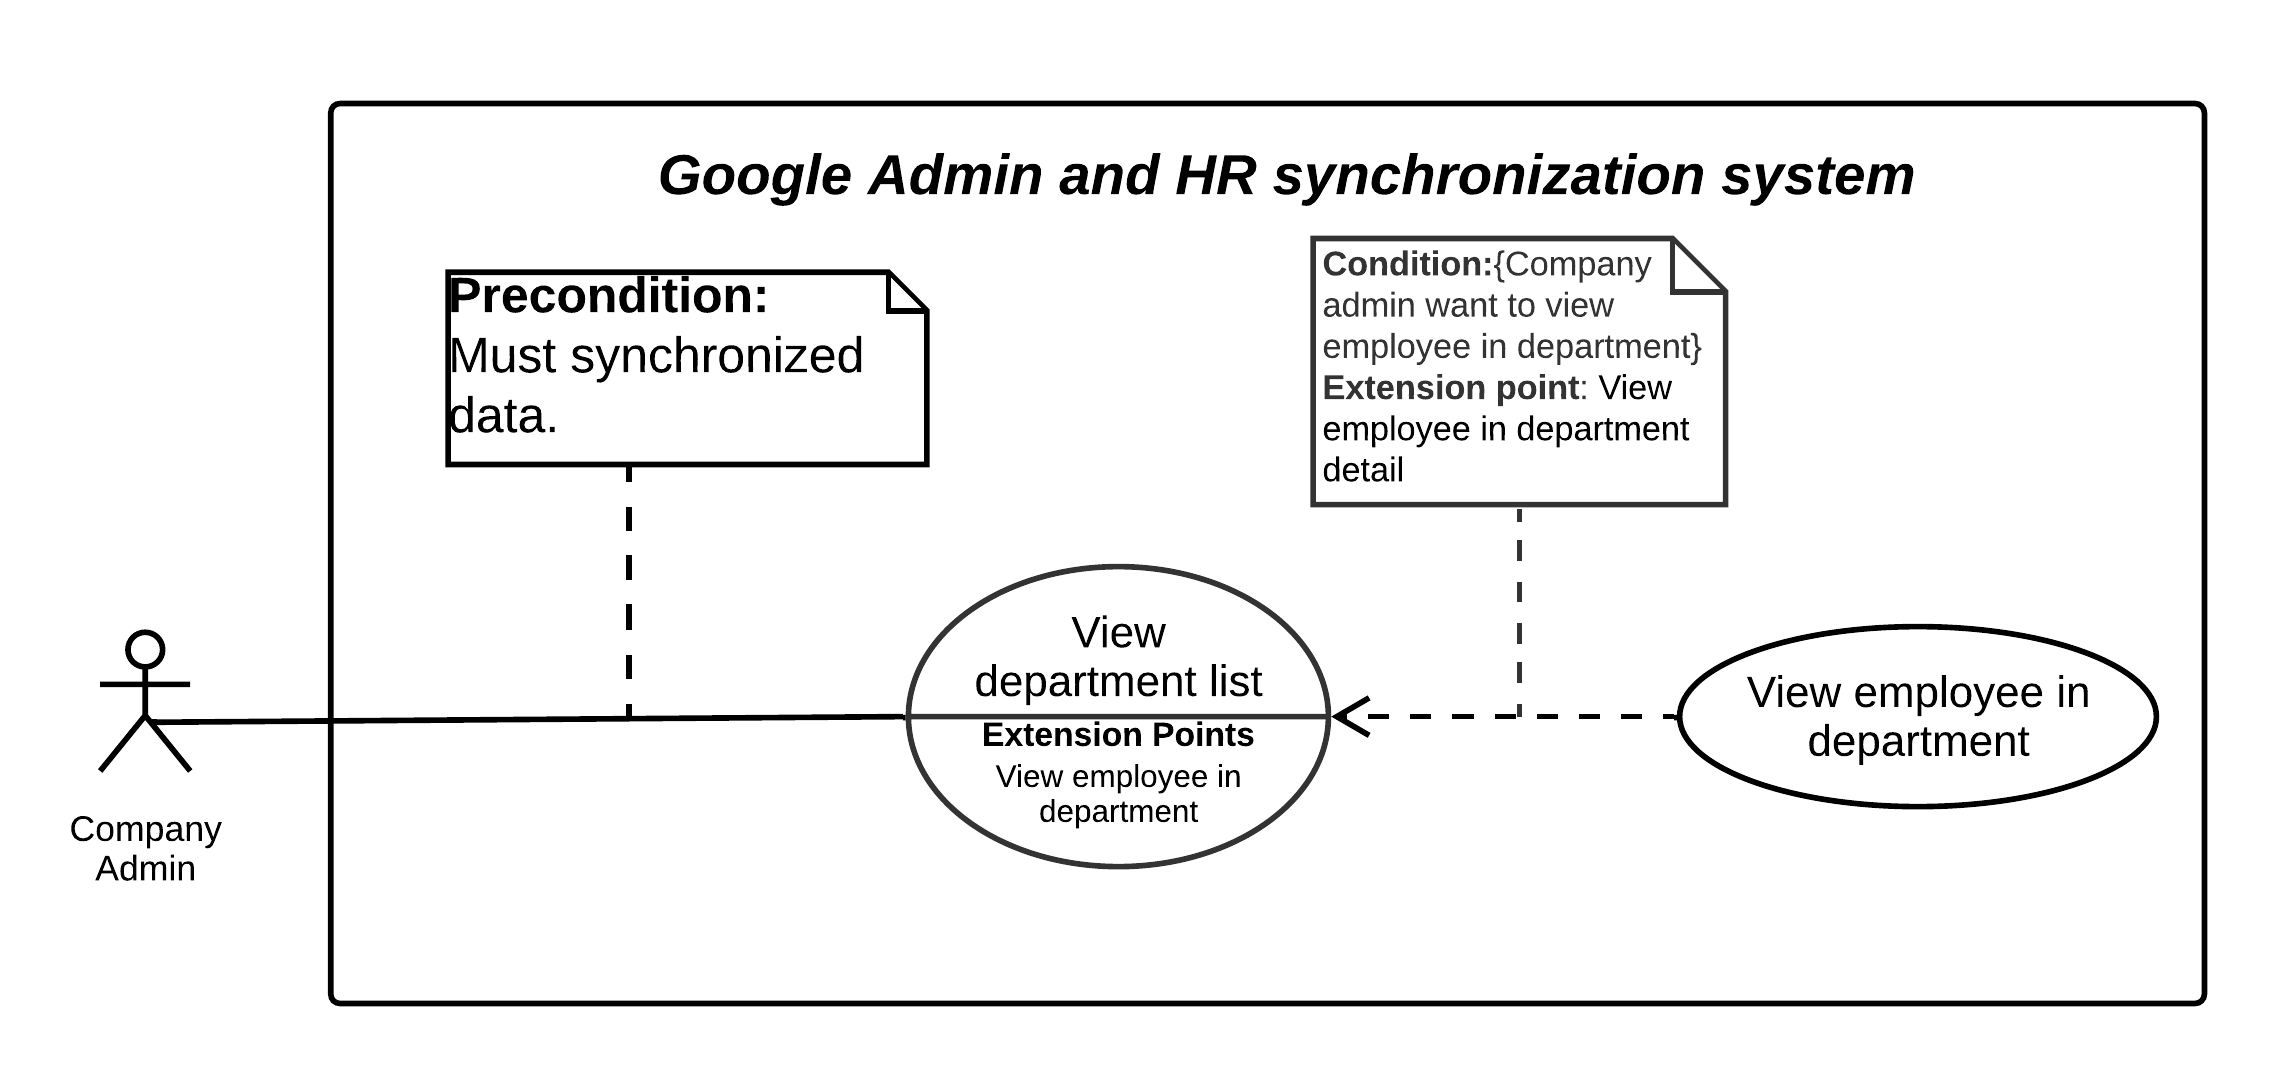 Google Admin and HR synchronization system
Precondition:
Must synchronized
data.
Condition:{Company
admin want to view
employee in department}
Extension point: View
employee in department
detail
View
department list
Extension Points
View employee in
department
View employee in
department
Company
Admin